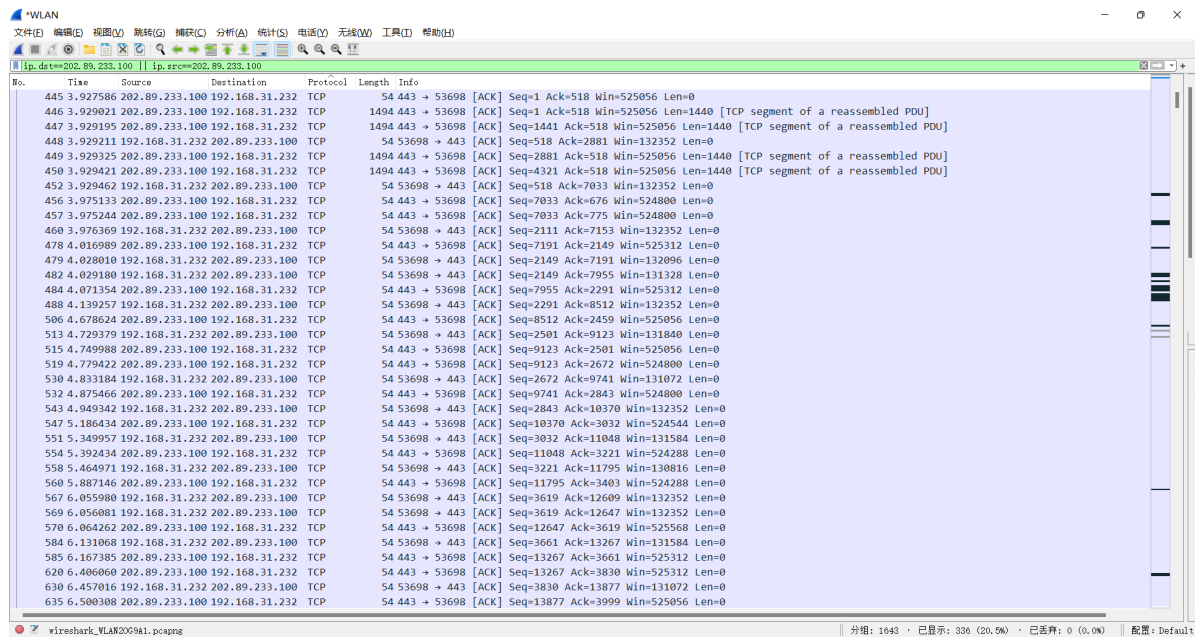 *WLAN
文件(F) 编辑(E) 视图(V) 跳转(G) 捕获(C) 分析(A) 统计(S) 电话(Y) 无线(W) 工具(T) 帮助(H)
ip.dst==202.89.233.100 || ip.src==202.89.233.100
No. Time Source Destination Protocol Length Info
445 3.927586 202.89.233.100 192.168.31.232 TCP 54 443 → 53698 [ACK] Seq=1 Ack=518 Win=525056 Len=0
446 3.929021 202.89.233.100 192.168.31.232 TCP 1494 443 → 53698 [ACK] Seq=1 Ack=518 Win=525056 Len=1440 [TCP segment of a reassembled PDU]
447 3.929195 202.89.233.100 192.168.31.232 TCP 1494 443 → 53698 [ACK] Seq=1441 Ack=518 Win=525056 Len=1440 [TCP segment of a reassembled PDU]
448 3.929211 192.168.31.232 202.89.233.100 TCP 54 53698 → 443 [ACK] Seq=518 Ack=2881 Win=132352 Len=0
449 3.929325 202.89.233.100 192.168.31.232 TCP 1494 443 → 53698 [ACK] Seq=2881 Ack=518 Win=525056 Len=1440 [TCP segment of a reassembled PDU]
450 3.929421 202.89.233.100 192.168.31.232 TCP 1494 443 → 53698 [ACK] Seq=4321 Ack=518 Win=525056 Len=1440 [TCP segment of a reassembled PDU]
452 3.929462 192.168.31.232 202.89.233.100 TCP 54 53698 → 443 [ACK] Seq=518 Ack=7033 Win=132352 Len=0
456 3.975133 202.89.233.100 192.168.31.232 TCP 54 443 → 53698 [ACK] Seq=7033 Ack=676 Win=524800 Len=0
457 3.975244 202.89.233.100 192.168.31.232 TCP 54 443 → 53698 [ACK] Seq=7033 Ack=775 Win=524800 Len=0
460 3.976369 192.168.31.232 202.89.233.100 TCP 54 53698 → 443 [ACK] Seq=2111 Ack=7153 Win=132352 Len=0
478 4.016989 202.89.233.100 192.168.31.232 TCP 54 443 → 53698 [ACK] Seq=7191 Ack=2149 Win=525312 Len=0
479 4.028010 192.168.31.232 202.89.233.100 TCP 54 53698 → 443 [ACK] Seq=2149 Ack=7191 Win=132096 Len=0
482 4.029180 192.168.31.232 202.89.233.100 TCP 54 53698 → 443 [ACK] Seq=2149 Ack=7955 Win=131328 Len=0
484 4.071354 202.89.233.100 192.168.31.232 TCP 54 443 → 53698 [ACK] Seq=7955 Ack=2291 Win=525312 Len=0
488 4.139257 192.168.31.232 202.89.233.100 TCP 54 53698 → 443 [ACK] Seq=2291 Ack=8512 Win=132352 Len=0
506 4.678624 202.89.233.100 192.168.31.232 TCP 54 443 → 53698 [ACK] Seq=8512 Ack=2459 Win=525056 Len=0
513 4.729379 192.168.31.232 202.89.233.100 TCP 54 53698 → 443 [ACK] Seq=2501 Ack=9123 Win=131840 Len=0
515 4.749988 202.89.233.100 192.168.31.232 TCP 54 443 → 53698 [ACK] Seq=9123 Ack=2501 Win=525056 Len=0
519 4.779422 202.89.233.100 192.168.31.232 TCP 54 443 → 53698 [ACK] Seq=9123 Ack=2672 Win=524800 Len=0
530 4.833184 192.168.31.232 202.89.233.100 TCP 54 53698 → 443 [ACK] Seq=2672 Ack=9741 Win=131072 Len=0
532 4.875466 202.89.233.100 192.168.31.232 TCP 54 443 → 53698 [ACK] Seq=9741 Ack=2843 Win=524800 Len=0
543 4.949342 192.168.31.232 202.89.233.100 TCP 54 53698 → 443 [ACK] Seq=2843 Ack=10370 Win=132352 Len=0
547 5.186434 202.89.233.100 192.168.31.232 TCP 54 443 → 53698 [ACK] Seq=10370 Ack=3032 Win=524544 Len=0
551 5.349957 192.168.31.232 202.89.233.100 TCP 54 53698 → 443 [ACK] Seq=3032 Ack=11048 Win=131584 Len=0
554 5.392434 202.89.233.100 192.168.31.232 TCP 54 443 → 53698 [ACK] Seq=11048 Ack=3221 Win=524288 Len=0
558 5.464971 192.168.31.232 202.89.233.100 TCP 54 53698 → 443 [ACK] Seq=3221 Ack=11795 Win=130816 Len=0
560 5.887146 202.89.233.100 192.168.31.232 TCP 54 443 → 53698 [ACK] Seq=11795 Ack=3403 Win=524288 Len=0
567 6.055980 192.168.31.232 202.89.233.100 TCP 54 53698 → 443 [ACK] Seq=3619 Ack=12609 Win=132352 Len=0
569 6.056081 192.168.31.232 202.89.233.100 TCP 54 53698 → 443 [ACK] Seq=3619 Ack=12647 Win=132352 Len=0
570 6.064262 202.89.233.100 192.168.31.232 TCP 54 443 → 53698 [ACK] Seq=12647 Ack=3619 Win=525568 Len=0
584 6.131068 192.168.31.232 202.89.233.100 TCP 54 53698 → 443 [ACK] Seq=3661 Ack=13267 Win=131584 Len=0
585 6.167385 202.89.233.100 192.168.31.232 TCP 54 443 → 53698 [ACK] Seq=13267 Ack=3661 Win=525312 Len=0
620 6.406060 202.89.233.100 192.168.31.232 TCP 54 443 → 53698 [ACK] Seq=13267 Ack=3830 Win=525312 Len=0
630 6.457016 192.168.31.232 202.89.233.100 TCP 54 53698 → 443 [ACK] Seq=3830 Ack=13877 Win=131072 Len=0
635 6.500308 202.89.233.100 192.168.31.232 TCP 54 443 → 53698 [ACK] Seq=13877 Ack=3999 Win=525056 Len=0
wireshark_WLAN2OG9A1.pcapng 分组: 1643 · 已显示: 336 (20.5%) · 已丢弃: 0 (0.0%) 配置: Default